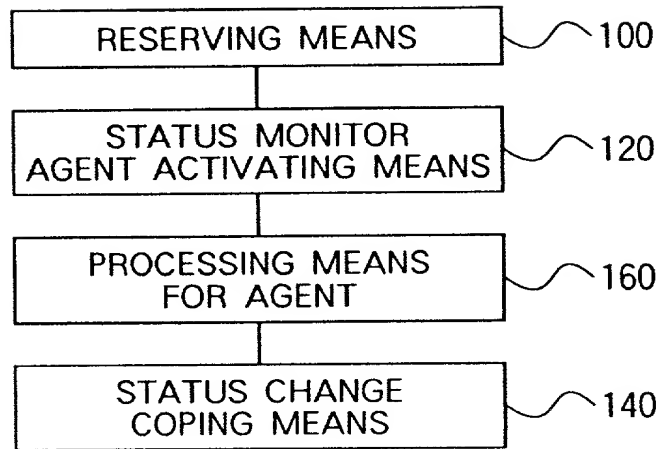 RESERVING MEANS
100
STATUS MONITOR
AGENT ACTIVATING MEANS
120
PROCESSING MEANS
FOR AGENT
160
STATUS CHANGE
COPING MEANS
140